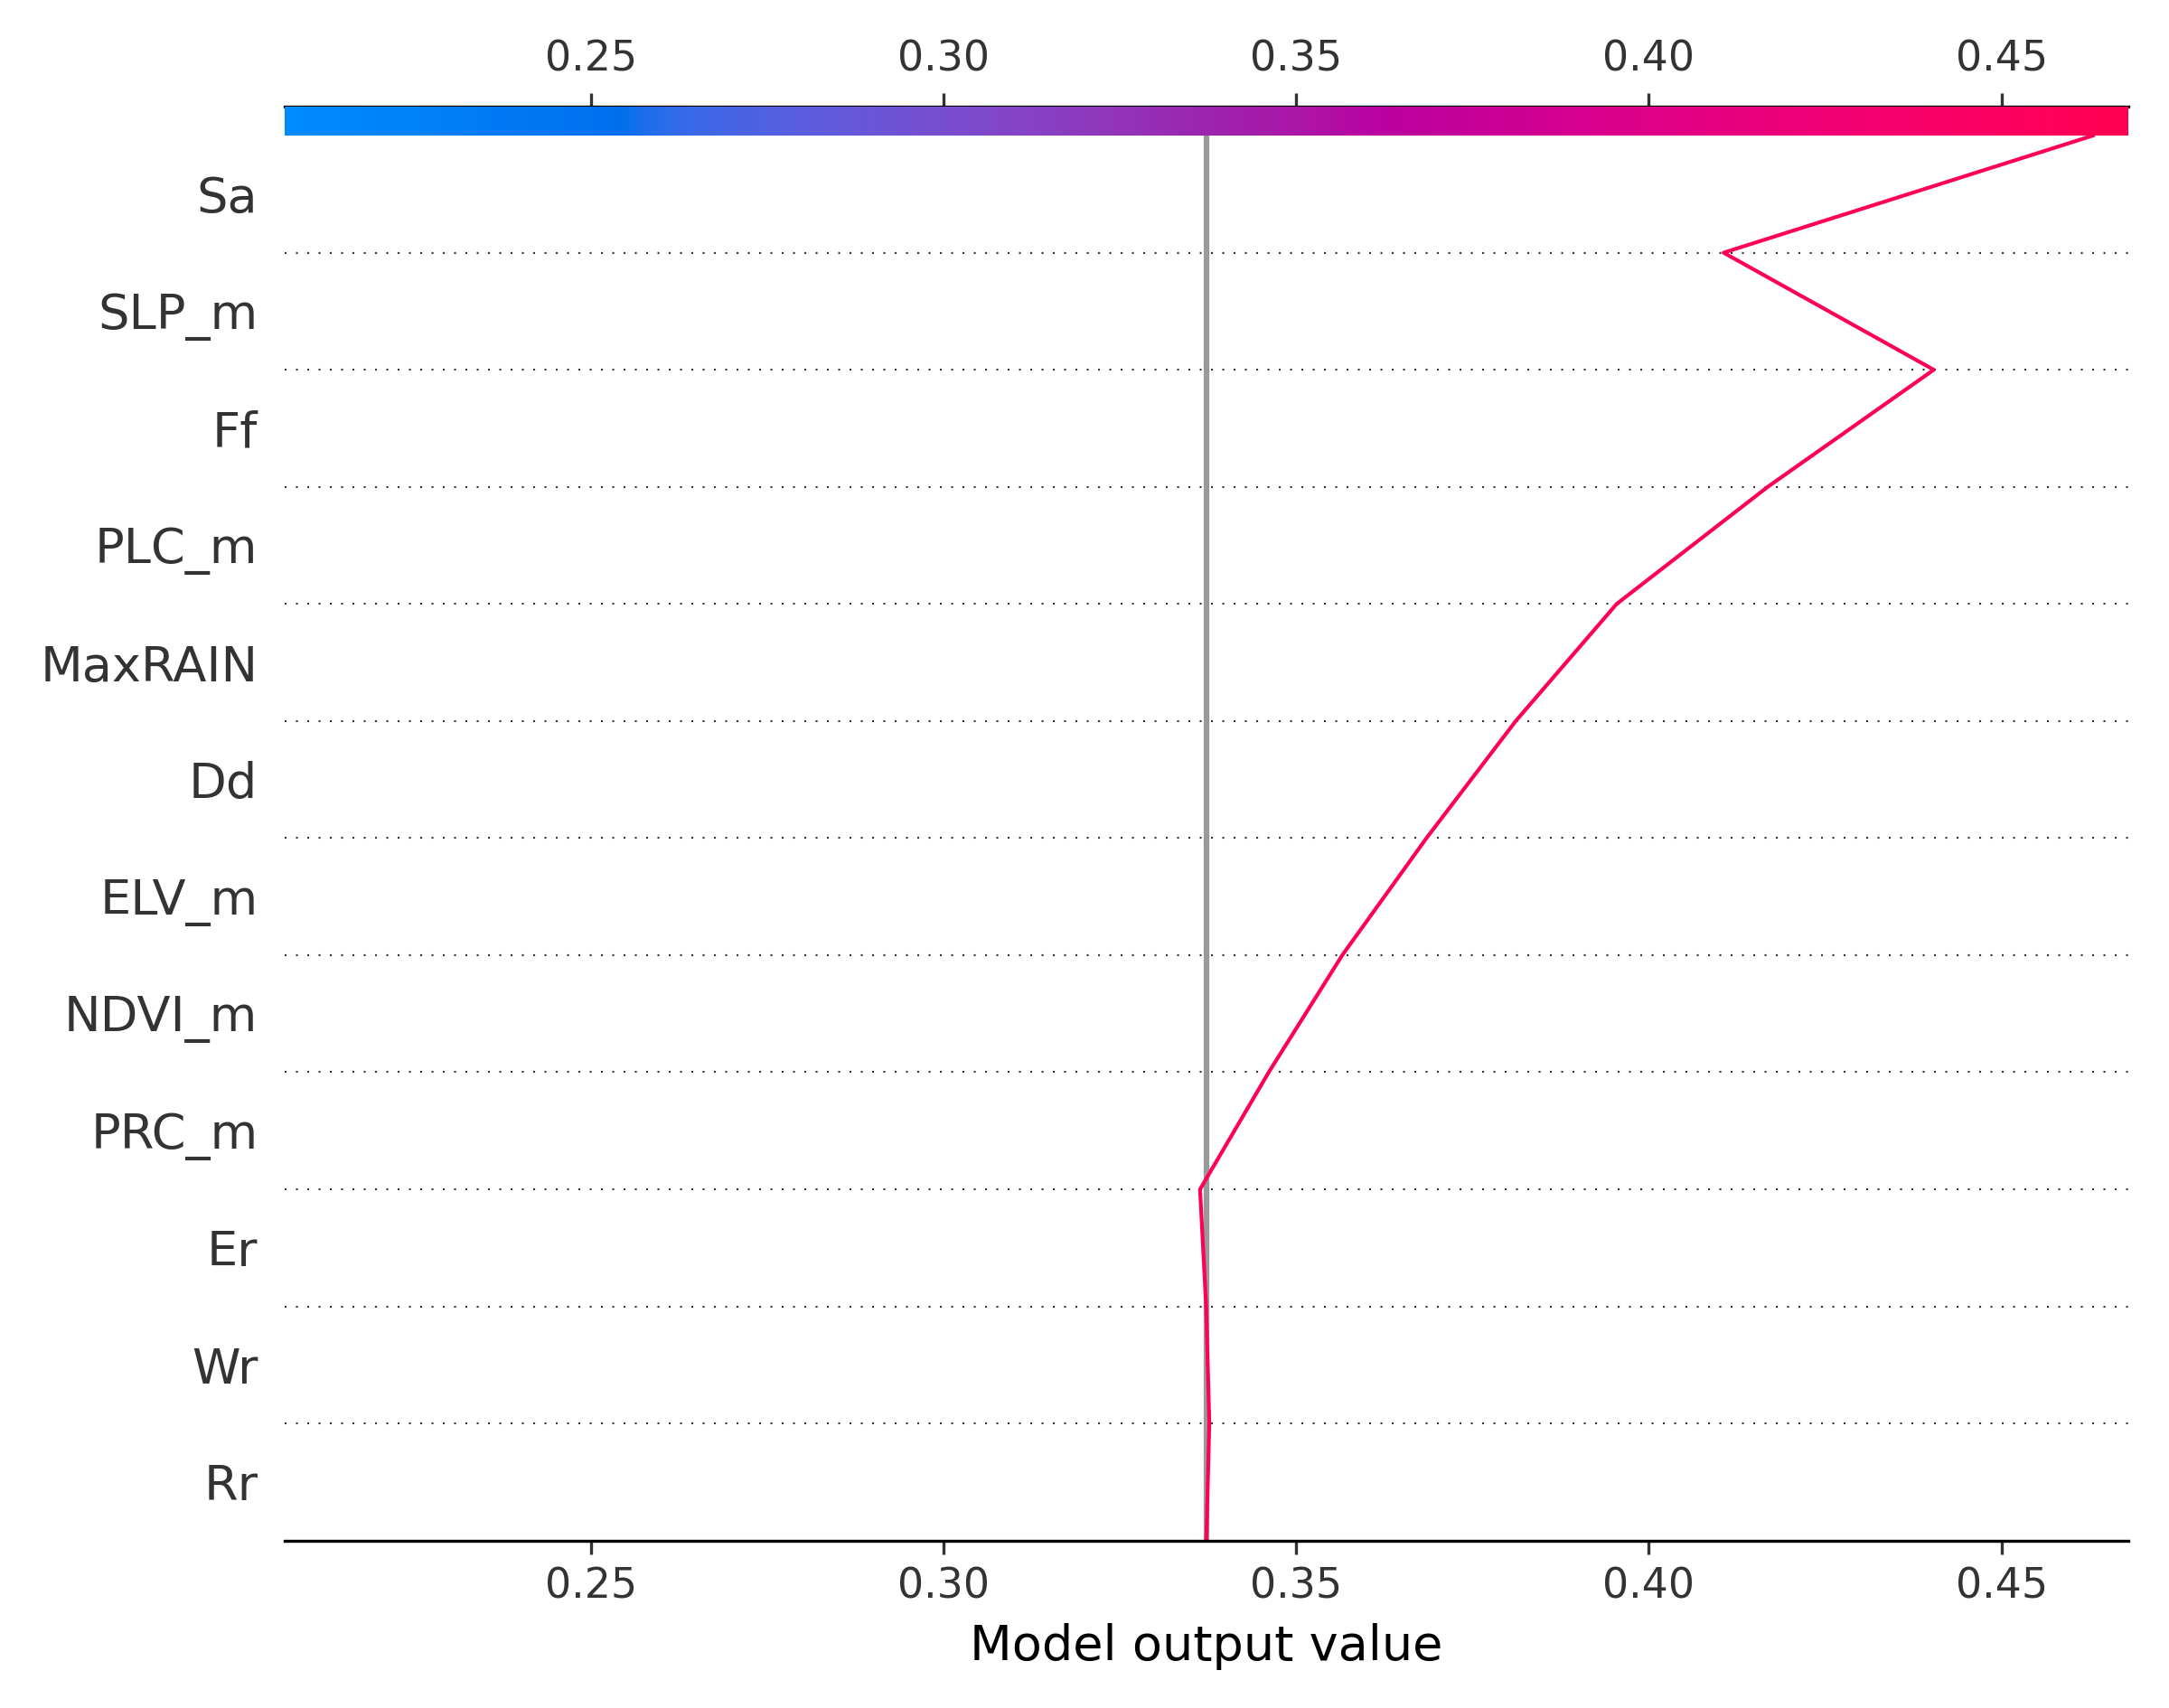 0.25 0.30 0.35 0.40 0.45
Sa
SLP_m
Ff
PLC_m
MaxRAIN
Dd
ELV_m
NDVI_m
PRC_m
Er
Wr
Rr
0.25 0.30 0.35 0.40 0.45
Model output value